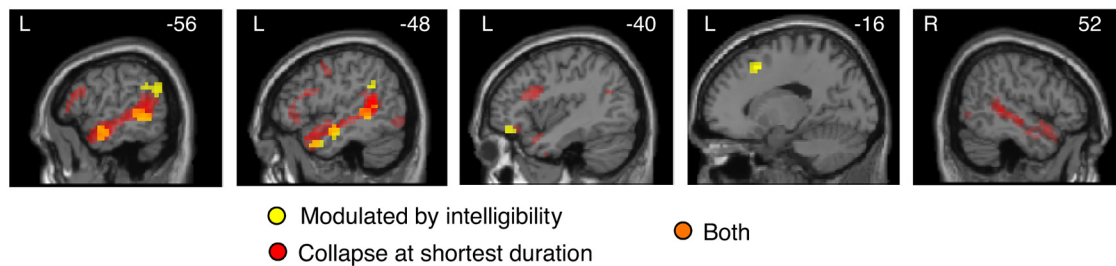 L -56
L -48
L -40
L -16
R 52
Modulated by intelligibility
Collapse at shortest duration
Both